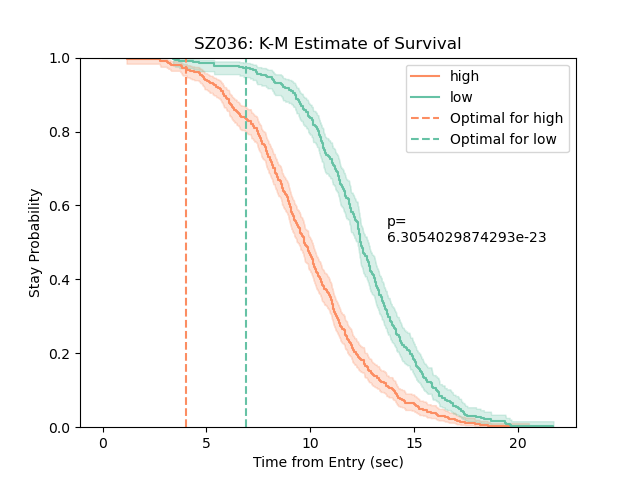 SZ036: K-M Estimate of Survival
high
low
Optimal for high
Optimal for low
p=
6.3054029874293e-23
Stay Probability
1.0
0.8
0.6
0.4
0.2
0.0
0
5
10
15
20
Time from Entry (sec)